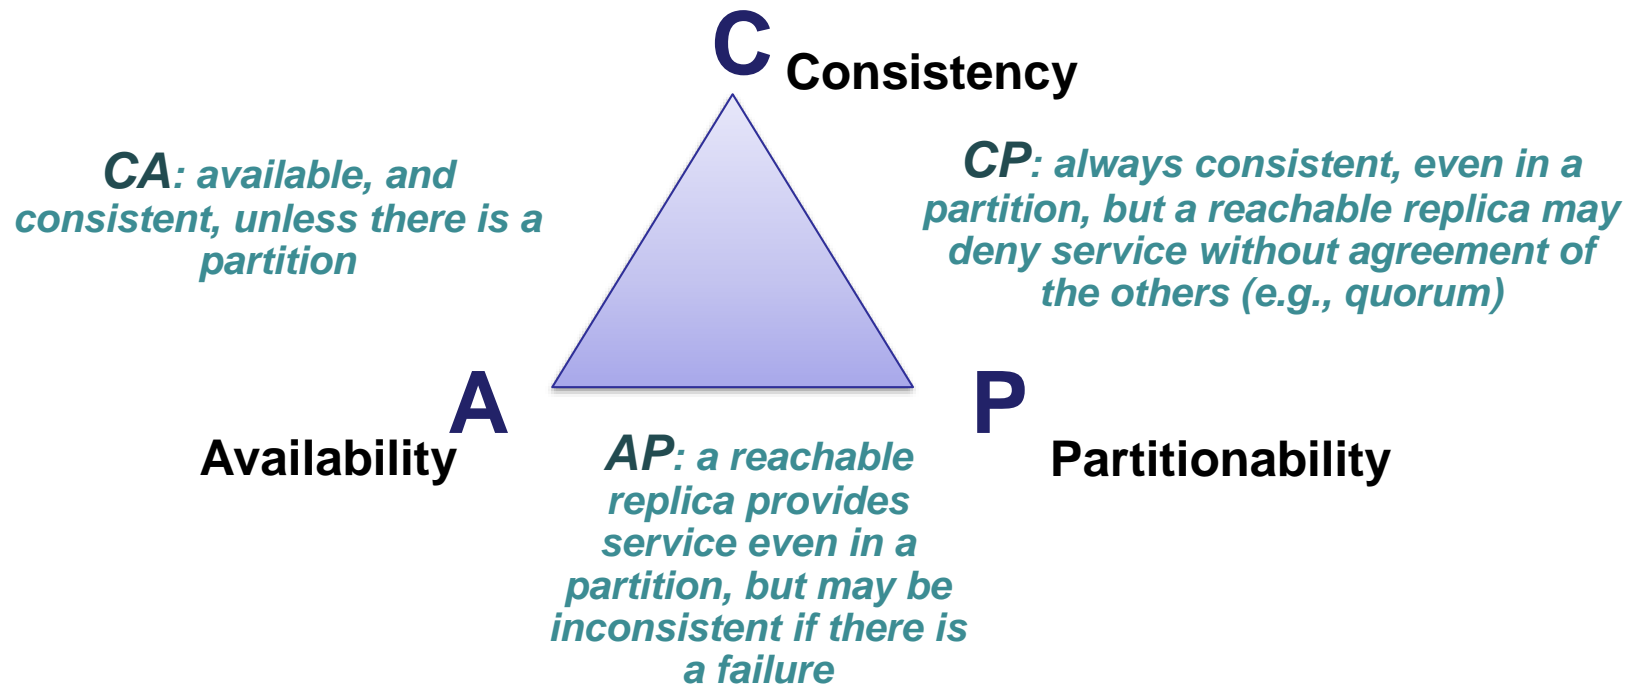 C
Consistency
CA: available, and
consistent, unless there is a
partition
CP: always consistent, even in a
partition, but a reachable replica may
deny service without agreement of
the others (e.g., quorum)
A
Availability
P
Partitionability
AP: a reachable
replica provides
service even in a
partition, but may be
inconsistent if there is
a failure